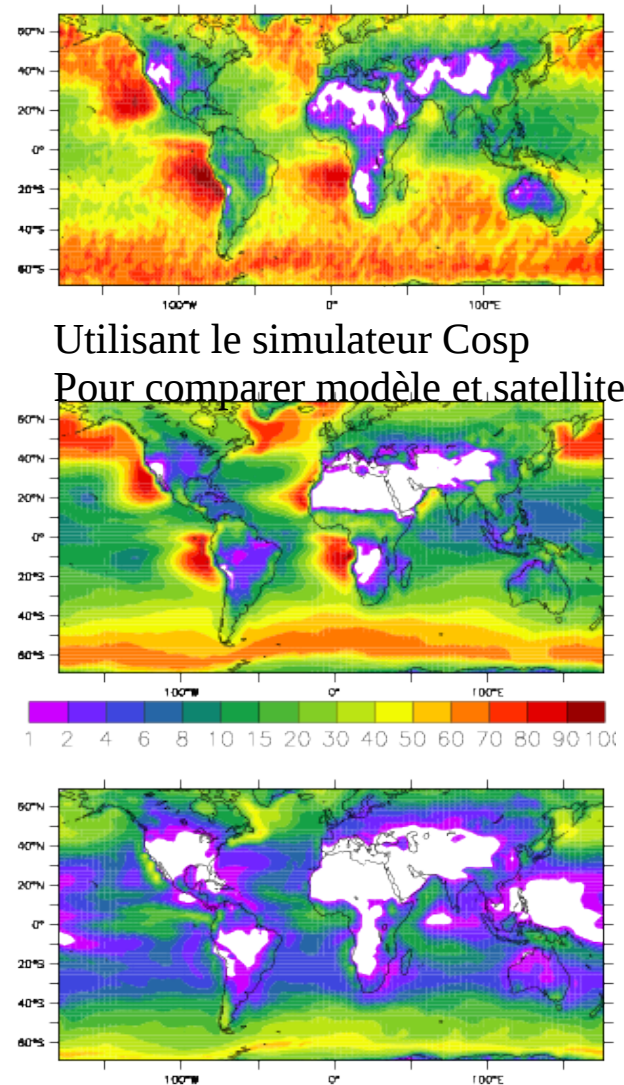 60°N
40°N
20°N
0°
20°S
40°S
60°S
100°W 0° 100°E
Utilisant le simulateur Cosp
Pour comparer modèle et satellite
60°N
40°N
20°N
0°
20°S
40°S
60°S
100°W 0° 100°E
1 2 4 6 8 10 15 20 30 40 50 60 70 80 90 100
60°N
40°N
20°N
0°
20°S
40°S
60°S
100°W 0° 100°E